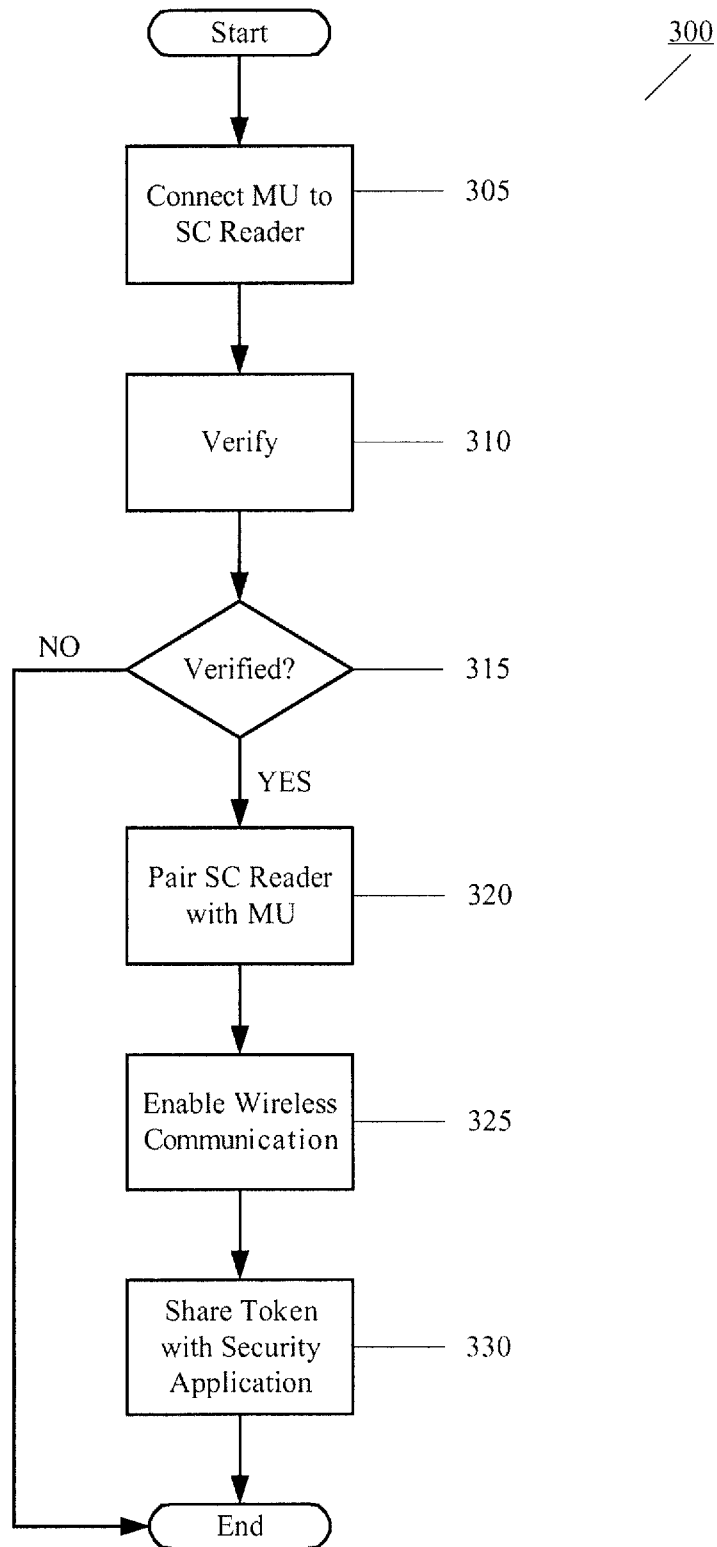 Start
300
Connect MU to
SC Reader
305
Verify
310
NO
Verified?
315
YES
Pair SC Reader
with MU
320
Enable Wireless
Communication
325
Share Token
with Security
Application
330
End